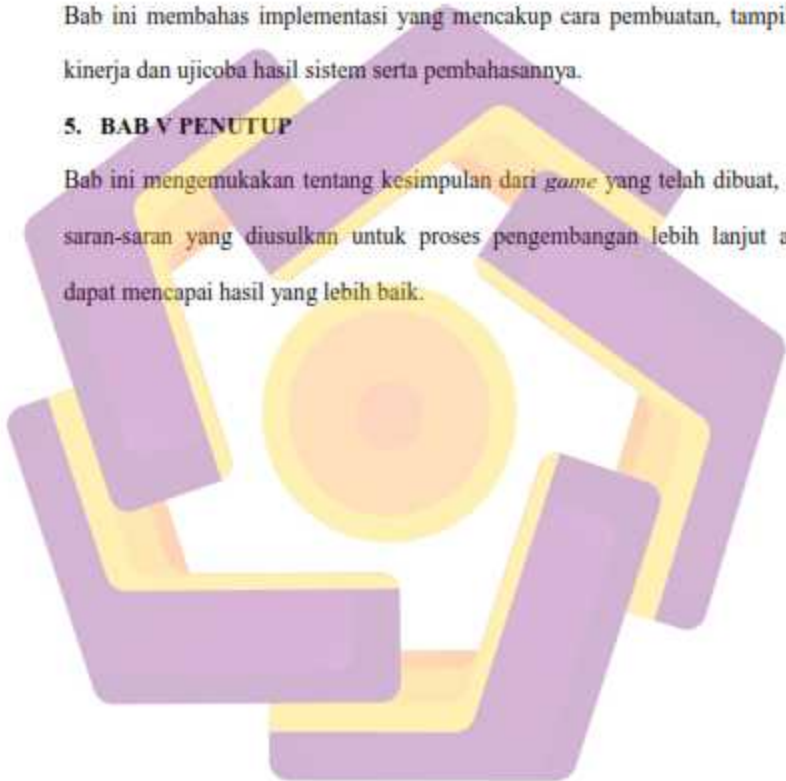 Bab ini membahas implementasi yang mencakup cara pembuatan, tampi
kinerja dan ujicoba hasil sistem serta pembahasannya.
5. BAB V PENUTUP
Bab ini mengemukakan tentang kesimpulan dari game yang telah dibuat,
saran-saran yang diusulkan untuk proses pengembangan lebih lanjut a
dapat mencapai hasil yang lebih baik.